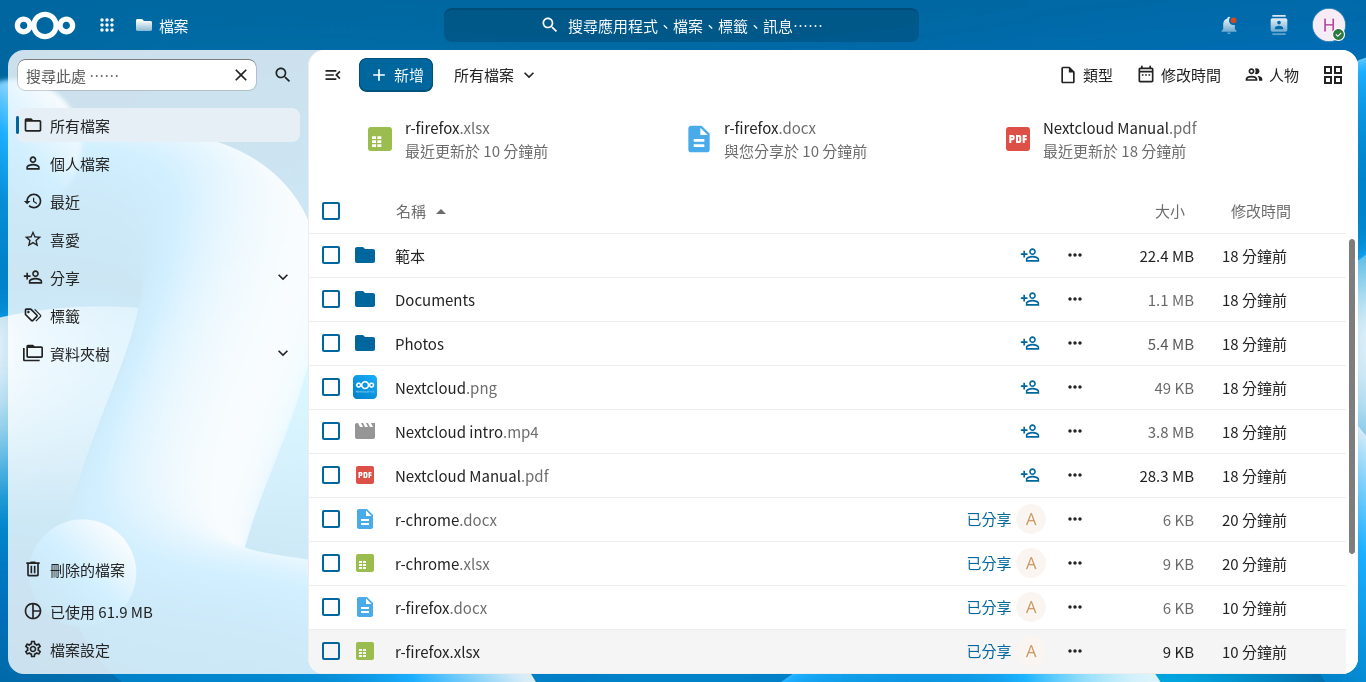 檔案
搜尋應用程式、檔案、標籤、訊息……
H
搜尋此處 ……
新增
所有檔案
類型
修改時間
人物
所有檔案
個人檔案
最近
喜愛
分享
標籤
資料夾樹
刪除的檔案
已使用 61.9 MB
檔案設定
r-firefox.xlsx
最近更新於 10 分鐘前
r-firefox.docx
與您分享於 10 分鐘前
PDF
Nextcloud Manual.pdf
最近更新於 18 分鐘前
名稱 大小 修改時間
範本 22.4 MB 18 分鐘前
Documents 1.1 MB 18 分鐘前
Photos 5.4 MB 18 分鐘前
Nextcloud.png 49 KB 18 分鐘前
Nextcloud intro.mp4 3.8 MB 18 分鐘前
PDF Nextcloud Manual.pdf 28.3 MB 18 分鐘前
r-chrome.docx 已分享 A 6 KB 20 分鐘前
r-chrome.xlsx 已分享 A 9 KB 20 分鐘前
r-firefox.docx 已分享 A 6 KB 10 分鐘前
r-firefox.xlsx 已分享 A 9 KB 10 分鐘前